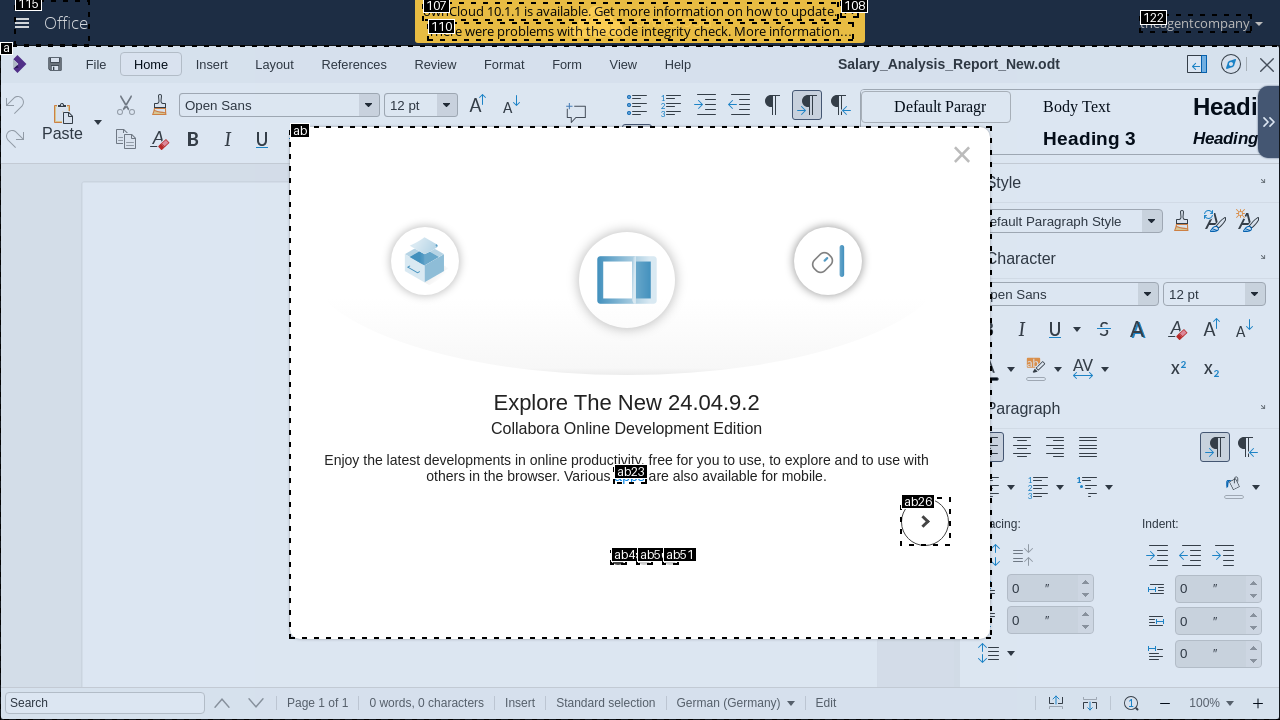 115
Office
107
108
ownCloud 10.1.1 is available. Get more information on how to update.
110
There were problems with the code integrity check. More information…
122
theagentcompany
a
File
Home
Insert
Layout
References
Review
Format
Form
View
Help
Salary_Analysis_Report_New.odt
Paste
Open Sans
12 pt
B
I
U
Default Paragr
Body Text
Headi
Heading 3
Heading
ab
Style
efault Paragraph Style
Character
pen Sans
12 pt
I
U
S
A
AV
Paragraph
Explore The New 24.04.9.2
Collabora Online Development Edition
Enjoy the latest developments in online productivity, free for you to use, to explore and to use with
others in the browser. Various
ab23
are also available for mobile.
ab26
acing:
Indent:
ab51
0 ″
0 ″
0 ″
0 ″
0 ″
Search
Page 1 of 1
0 words, 0 characters
Insert
Standard selection
German (Germany)
Edit
100%